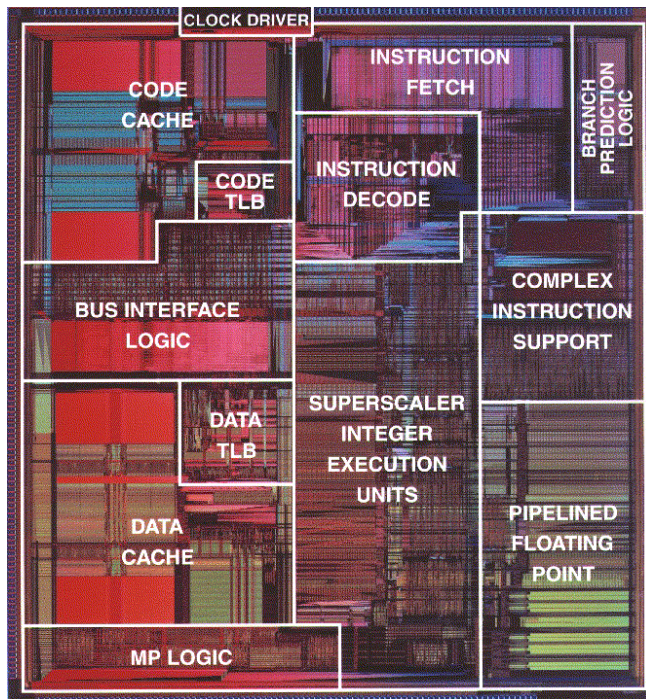 CLOCK DRIVER
CODE
CACHE
INSTRUCTION
FETCH
BRANCH
PREDICTION
LOGIC
CODE
TLB
INSTRUCTION
DECODE
BUS INTERFACE
LOGIC
COMPLEX
INSTRUCTION
SUPPORT
DATA
TLB
SUPERSCALER
INTEGER
EXECUTION
UNITS
DATA
CACHE
PIPELINED
FLOATING
POINT
MP LOGIC